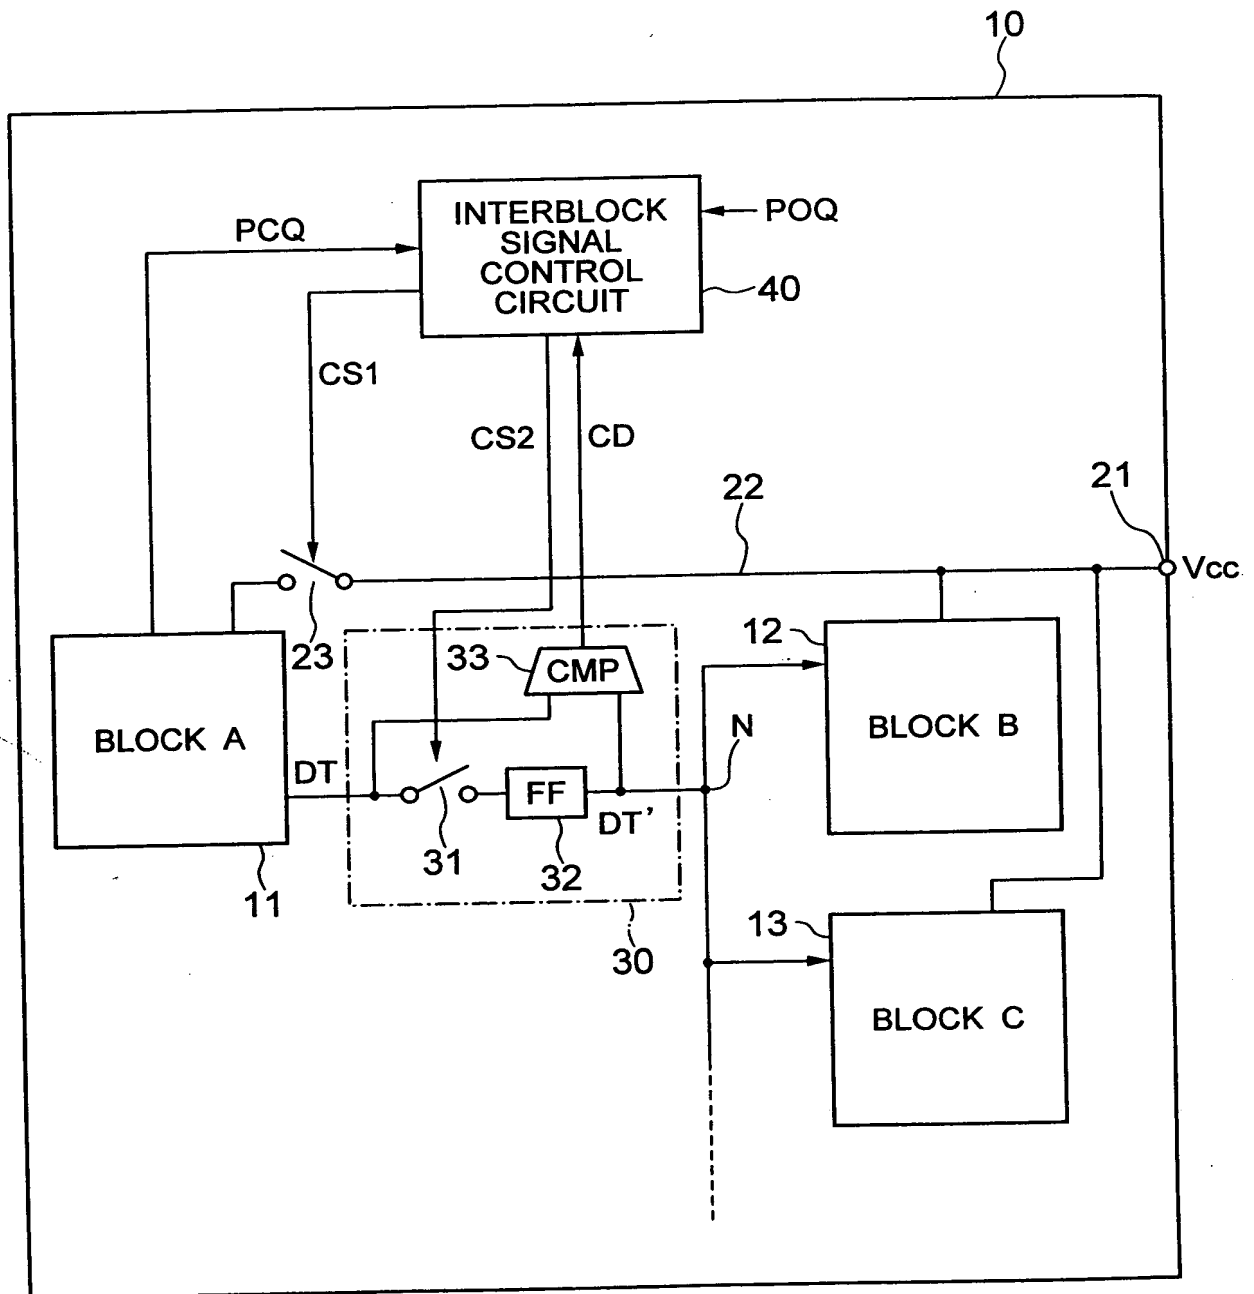 10
INTERBLOCK
SIGNAL
CONTROL
CIRCUIT
POQ
PCQ
40
CS1
CS2
CD
22
21
Vcc
23
33
CMP
12
BLOCK A
BLOCK B
N
DT
FF
DT'
31
32
11
30
13
BLOCK C